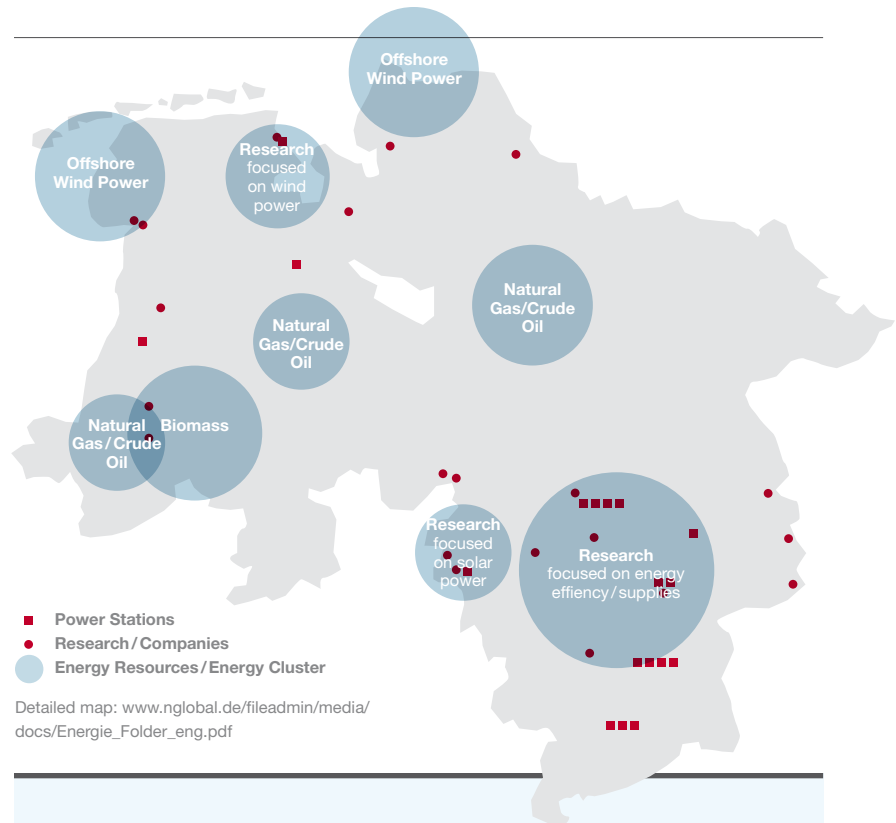 Offshore
Wind Power
Offshore
Wind Power
Research
focused
on wind
power
Natural
Gas/Crude
Oil
Natural
Gas/Crude
Oil
Natural
Gas/Crude
Oil
Biomass
Research
focused
on solar
power
Research
focused on energy
effiency/supplies
Power Stations
Research/Companies
Energy Resources/Energy Cluster
Detailed map: www.nglobal.de/fileadmin/media/
docs/Energie_Folder_eng.pdf